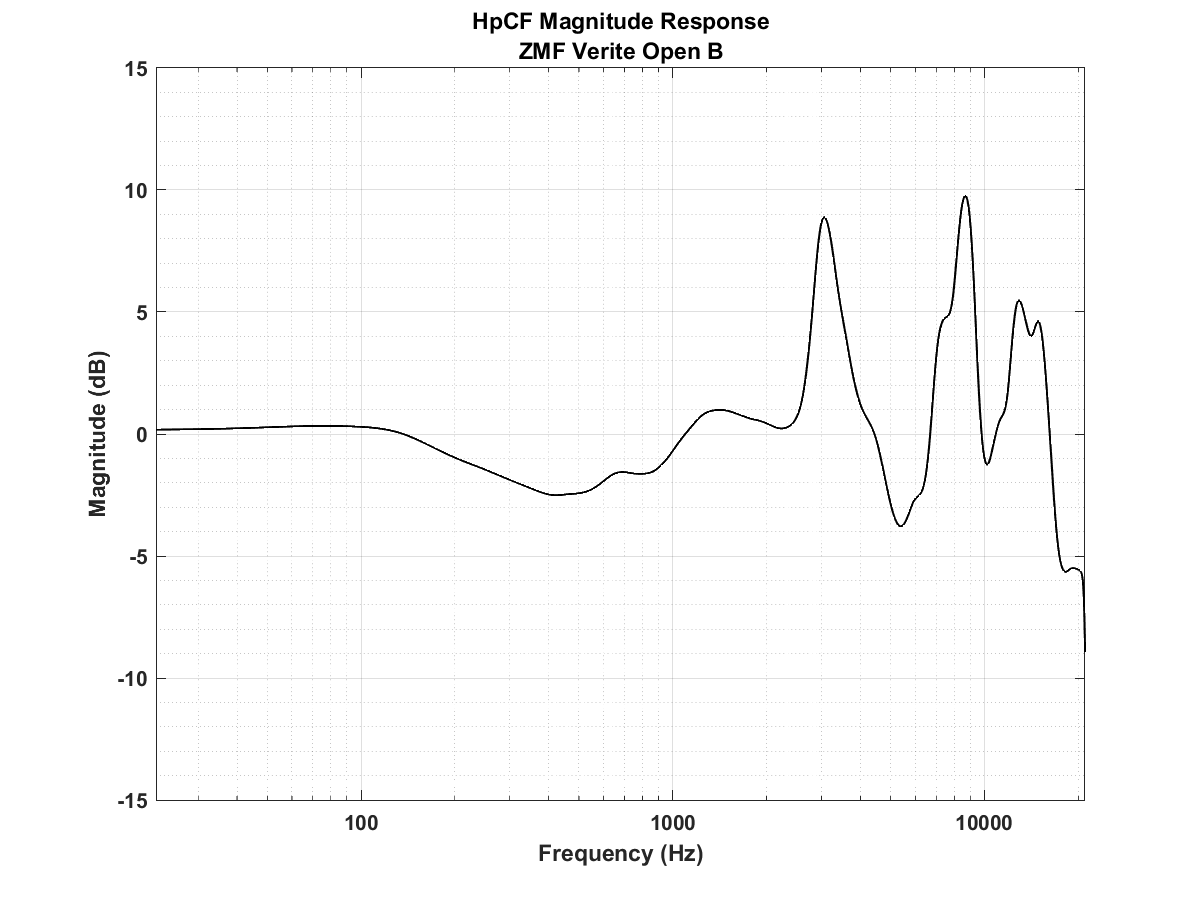 HpCF Magnitude Response
ZMF Verite Open B
15
10
5
0
-5
-10
-15
Magnitude (dB)
100
1000
10000
Frequency (Hz)